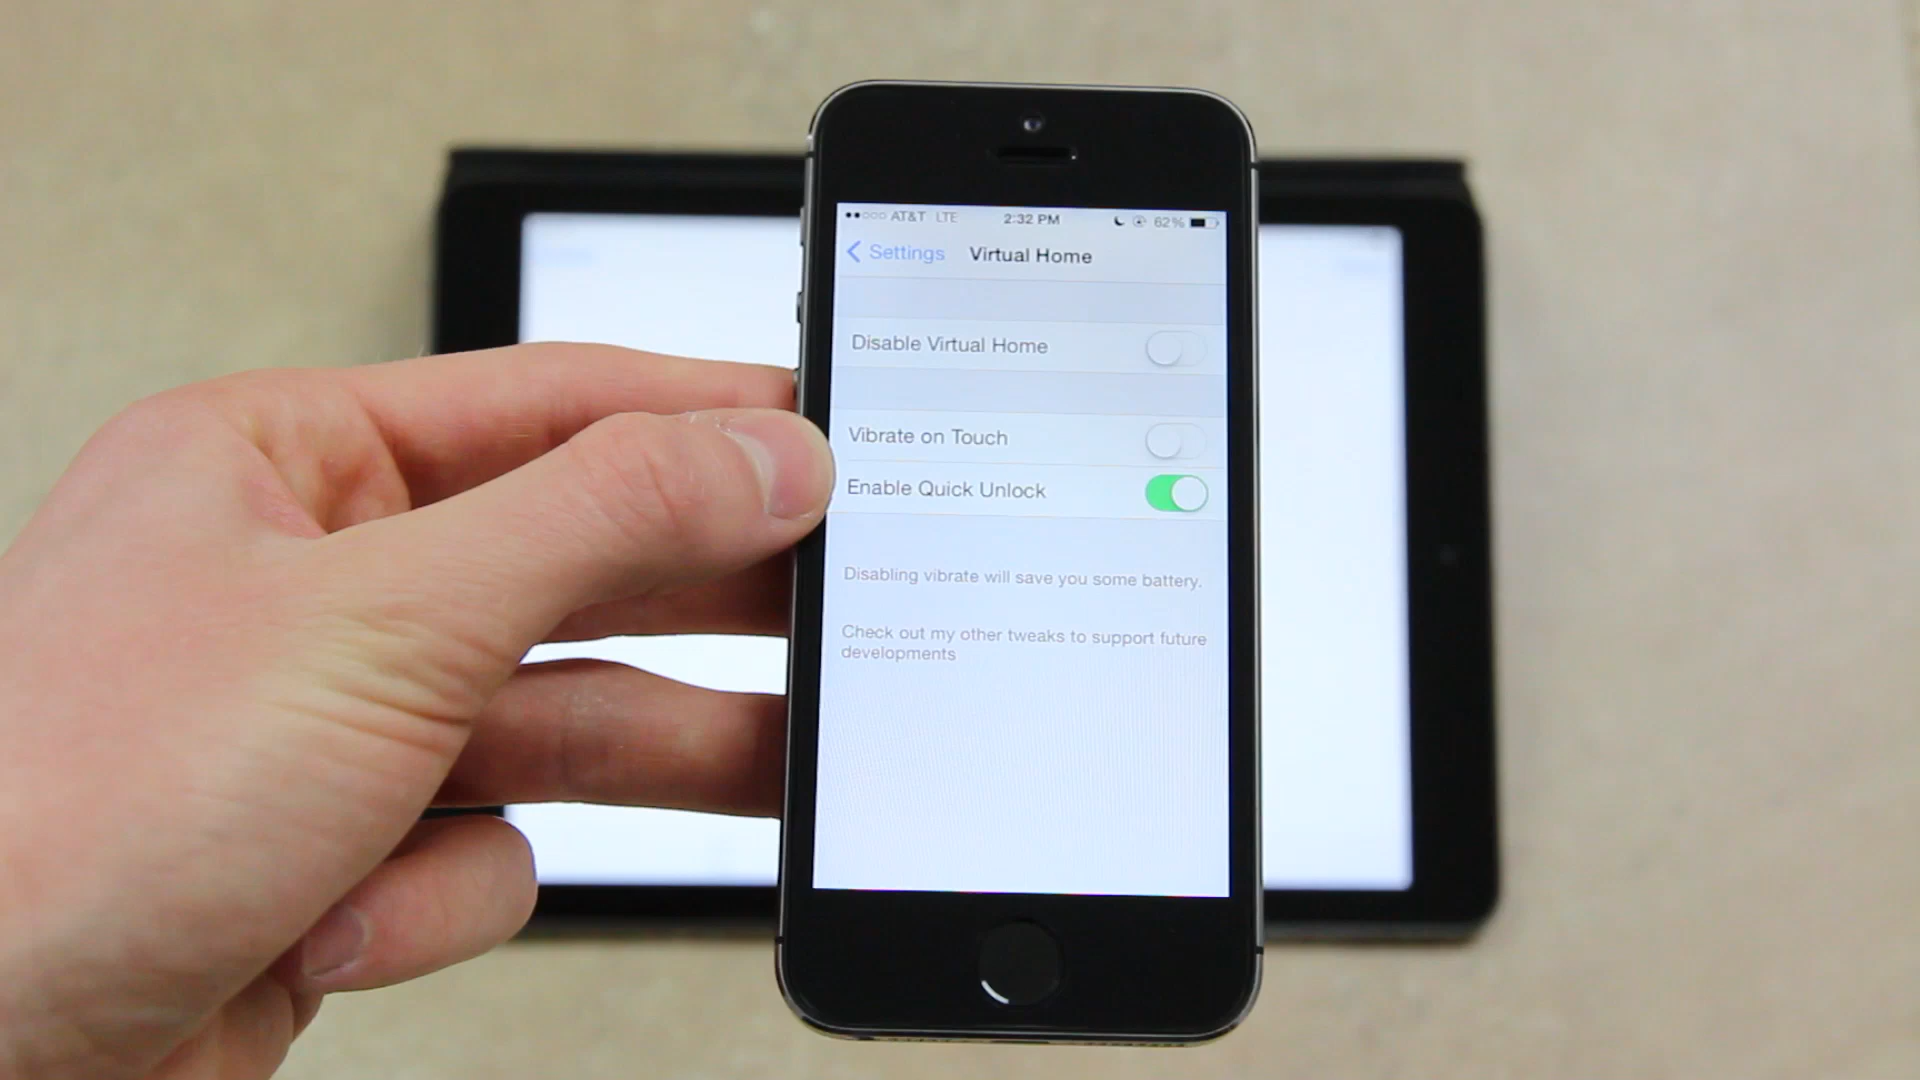 AT&T LTE 2:32 PM 62%
Settings Virtual Home
Disable Virtual Home
Vibrate on Touch
Enable Quick Unlock
Disabling vibrate will save you some battery.
Check out my other tweaks to support future
developments